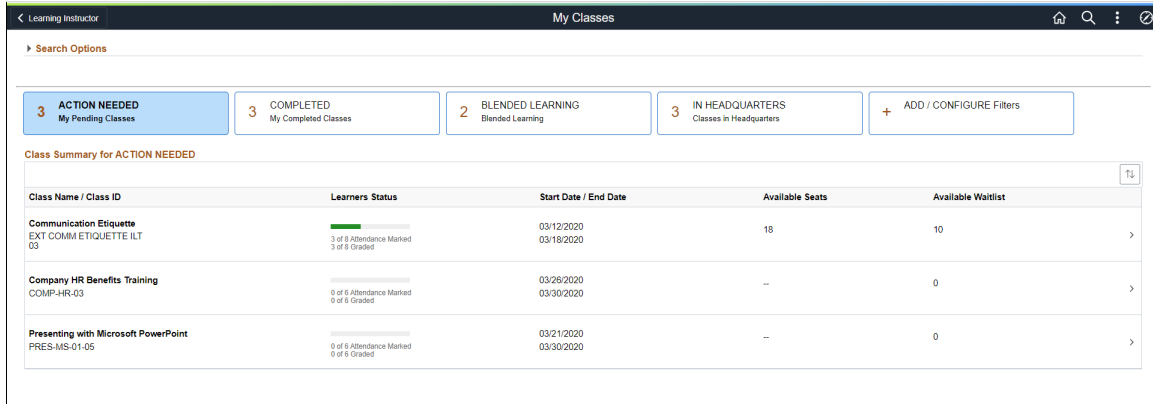 Learning Instructor
My Classes
Search Options
3 ACTION NEEDED
My Pending Classes
3 COMPLETED
My Completed Classes
2 BLENDED LEARNING
Blended Learning
3 IN HEADQUARTERS
Classes in Headquarters
+ ADD / CONFIGURE Filters
Class Summary for ACTION NEEDED
Class Name / Class ID Learners Status Start Date / End Date Available Seats Available Waitlist
Communication Etiquette
EXT COMM ETIQUETTE ILT
03
3 of 8 Attendance Marked
3 of 8 Graded
03/12/2020
03/18/2020
18
10
Company HR Benefits Training
COMP-HR-03
0 of 6 Attendance Marked
0 of 6 Graded
03/26/2020
03/30/2020
--
0
Presenting with Microsoft PowerPoint
PRES-MS-01-05
0 of 6 Attendance Marked
0 of 6 Graded
03/21/2020
03/30/2020
--
0